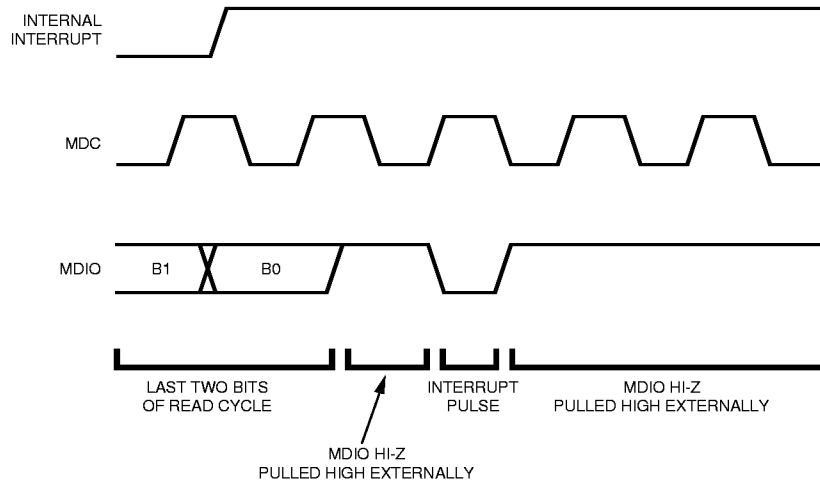 INTERNAL
INTERRUPT
MDC
MDIO
B1
B0
LAST TWO BITS
OF READ CYCLE
INTERRUPT
PULSE
MDIO HI-Z
PULLED HIGH EXTERNALLY
MDIO HI-Z
PULLED HIGH EXTERNALLY